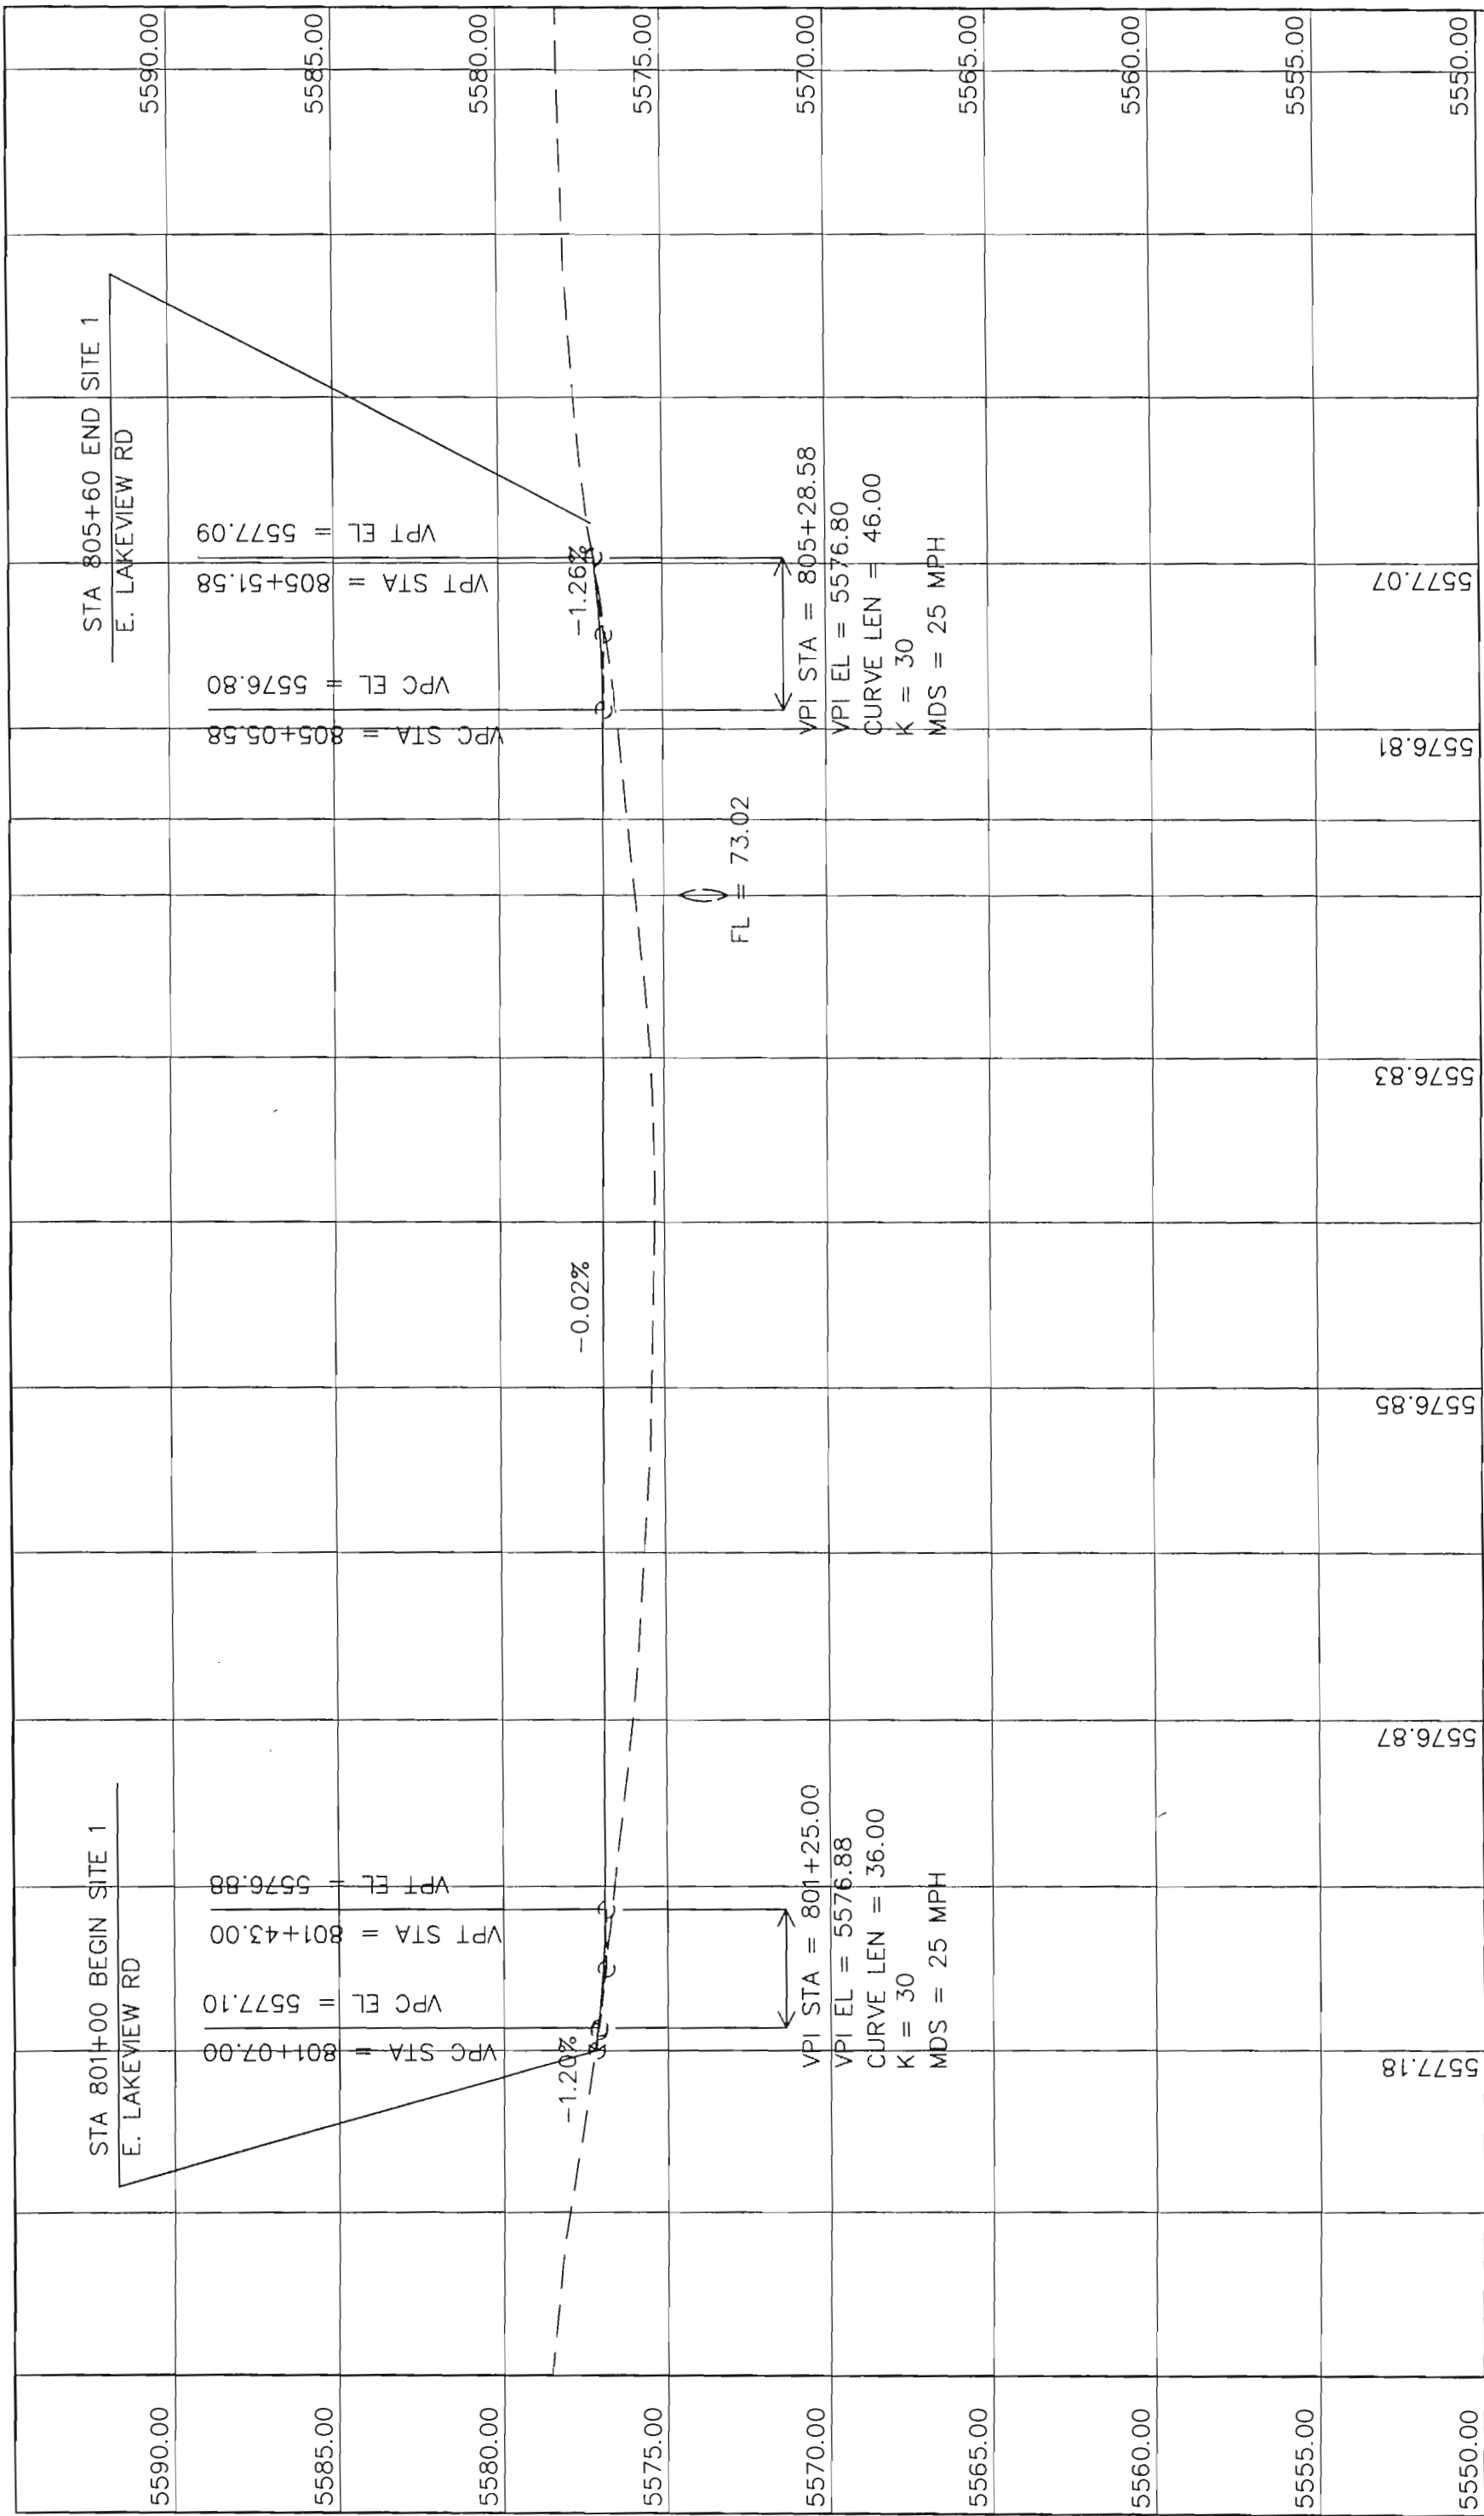 STA 801+00 BEGIN SITE 1
E. LAKEVIEW RD
STA 805+60 END SITE 1
E. LAKEVIEW RD
5590.00
5590.00
5585.00
5585.00
5580.00
5580.00
5575.00
5575.00
5570.00
5570.00
5565.00
5565.00
5560.00
5560.00
5555.00
5555.00
5550.00
5550.00
VPC STA = 801+07.00
VPC EL = 5577.10
VPT STA = 801+43.00
VPT EL = 5576.88
VPC STA = 805+05.58
VPC EL = 5576.80
VPT STA = 805+51.58
VPT EL = 5577.09
-1.20%
-0.02%
-1.26%
FL = 73.02
VPI STA = 801+25.00
VPI EL = 5576.88
CURVE LEN = 36.00
K = 30
MDS = 25 MPH
VPI STA = 805+28.58
VPI EL = 5576.80
CURVE LEN = 46.00
K = 30
MDS = 25 MPH
5577.18
5576.87
5576.85
5576.83
5576.81
5577.07